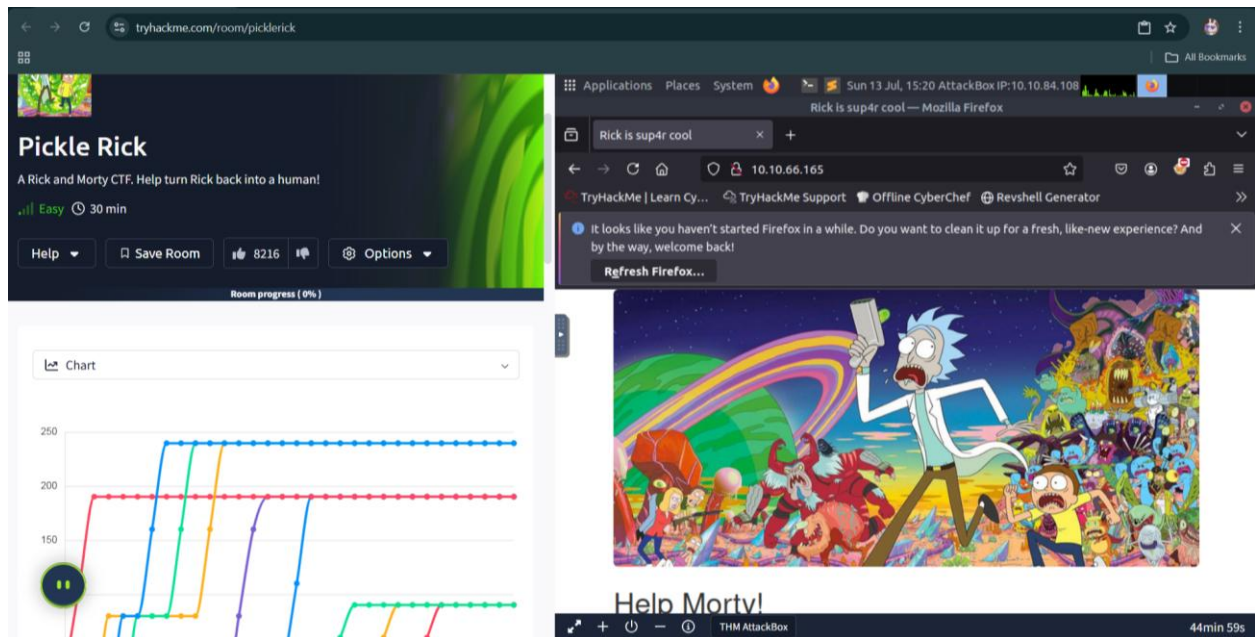 tryhackme.com/room/picklerick
All Bookmarks
Pickle Rick
A Rick and Morty CTF. Help turn Rick back into a human!
Easy 30 min
Help Save Room 8216 Options
Room progress ( 0% )
Chart
250
200
150
Applications Places System Sun 13 Jul, 15:20 AttackBox IP:10.10.84.108
Rick is sup4r cool — Mozilla Firefox
Rick is sup4r cool
10.10.66.165
TryHackMe | Learn Cy... TryHackMe Support Offline CyberChef Revshell Generator
It looks like you haven't started Firefox in a while. Do you want to clean it up for a fresh, like-new experience? And
by the way, welcome back!
Refresh Firefox...
Help Morty!
THM AttackBox 44min 59s